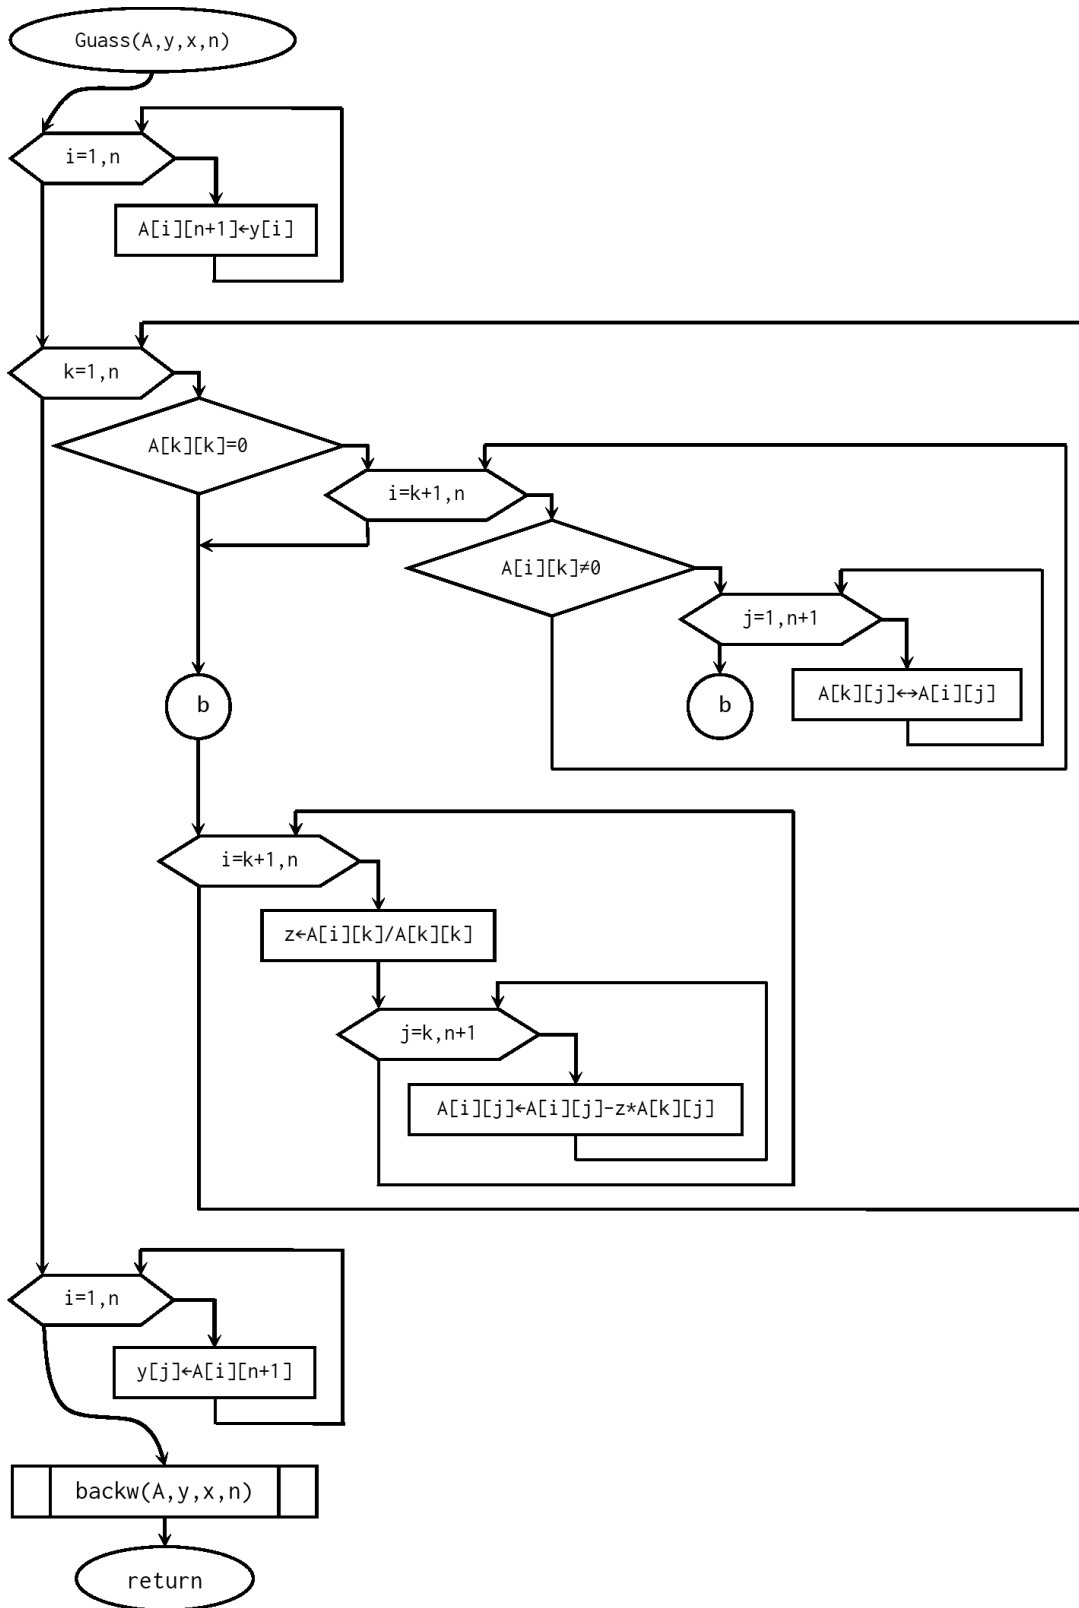 Guass(A,y,x,n)
i=1,n
A[i][n+1]←y[i]
k=1,n
A[k][k]=0
i=k+1,n
A[i][k]≠0
j=1,n+1
A[k][j]↔A[i][j]
b
b
i=k+1,n
z←A[i][k]/A[k][k]
j=k,n+1
A[i][j]←A[i][j]-z*A[k][j]
i=1,n
y[j]←A[i][n+1]
backw(A,y,x,n)
return